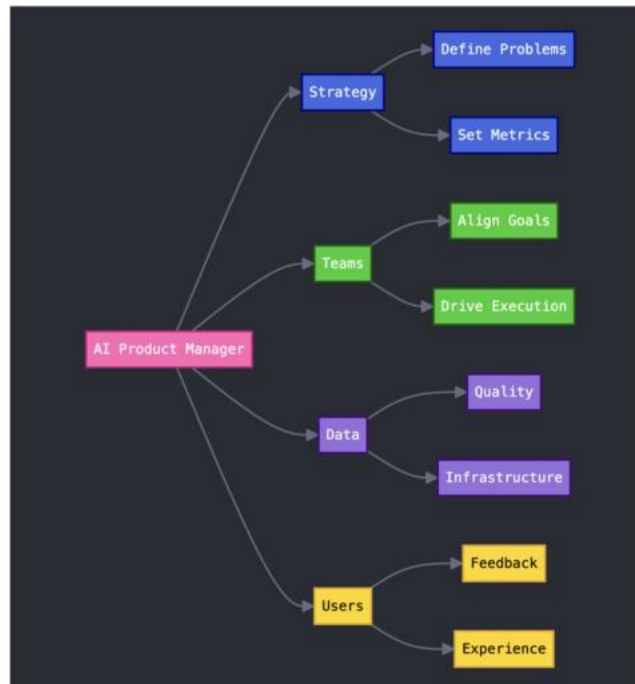 Define Problems
Strategy
Set Metrics
Align Goals
Teams
Drive Execution
AI Product Manager
Quality
Data
Infrastructure
Feedback
Users
Experience